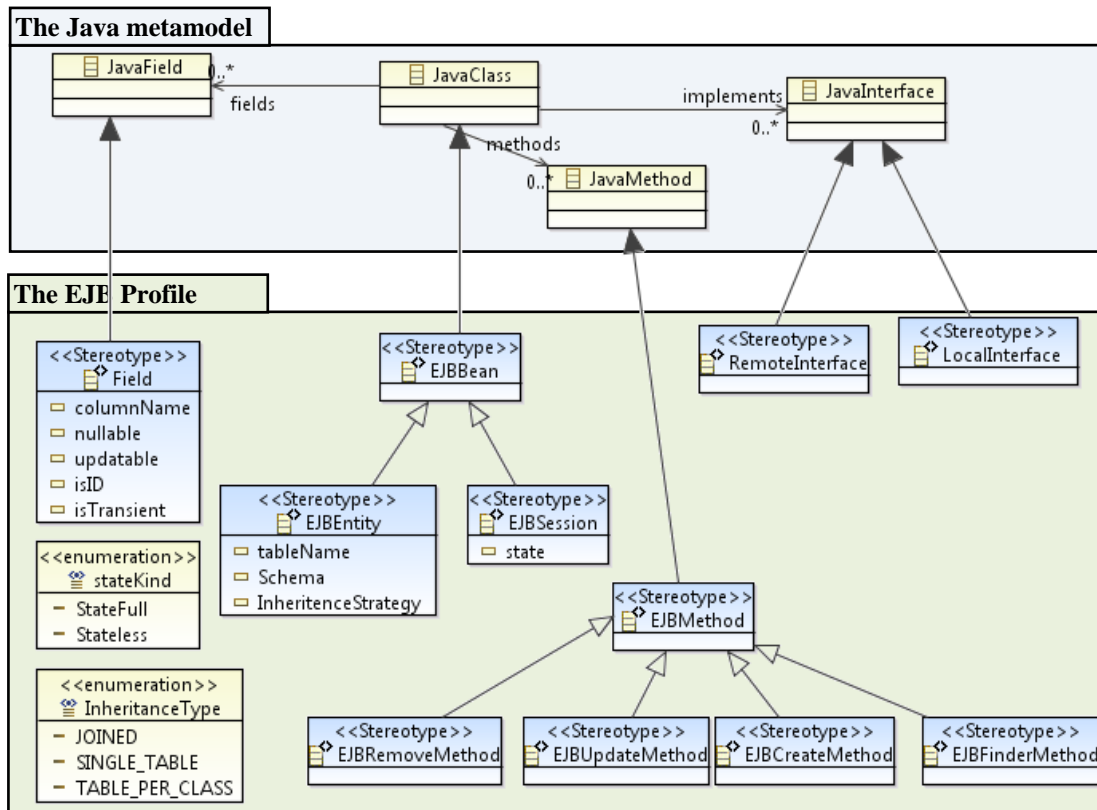 The Java metamodel
JavaField
0..*
fields
JavaClass
implements
0..*
JavaInterface
methods
0..*
JavaMethod
The EJB Profile
<<Stereotype>>
Field
columnName
nullable
updatable
isID
isTransient
<<Stereotype>>
EJBBean
<<Stereotype>>
RemoteInterface
<<Stereotype>>
LocalInterface
<<Stereotype>>
EJBEntity
tableName
Schema
InheritenceStrategy
<<Stereotype>>
EJBSession
state
<<enumeration>>
stateKind
StateFull
Stateless
<<Stereotype>>
EJBMethod
<<enumeration>>
InheritanceType
JOINED
SINGLE_TABLE
TABLE_PER_CLASS
<<Stereotype>>
EJBRemoveMethod
<<Stereotype>>
EJBUpdateMethod
<<Stereotype>>
EJBCreateMethod
<<Stereotype>>
EJBFinderMethod